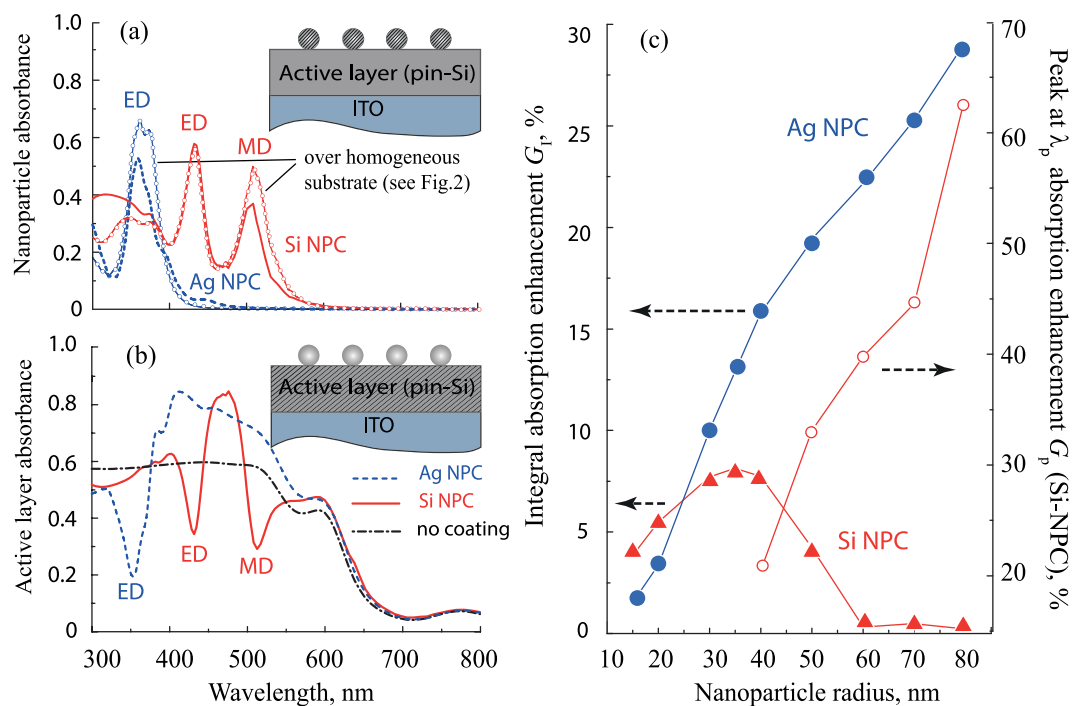 (a)
1.0
0.8
0.6
0.4
0.2
0
Nanoparticle absorbance
ED
ED
MD
Active layer (pin-Si)
ITO
over homogeneous
substrate (see Fig.2)
Si NPC
Ag NPC
(b)
1.0
0.8
0.6
0.4
0.2
0
Active layer absorbance
Active layer (pin-Si)
ITO
Ag NPC
Si NPC
no coating
ED
ED
MD
300
400
500
600
700
800
Wavelength, nm
(c)
30
25
20
15
10
5
0
Integral absorption enhancement G_I, %
Ag NPC
Si NPC
10
20
30
40
50
60
70
80
Nanoparticle radius, nm
70
60
50
40
30
20
Peak at λ_p absorption enhancement G_p (Si-NPC), %